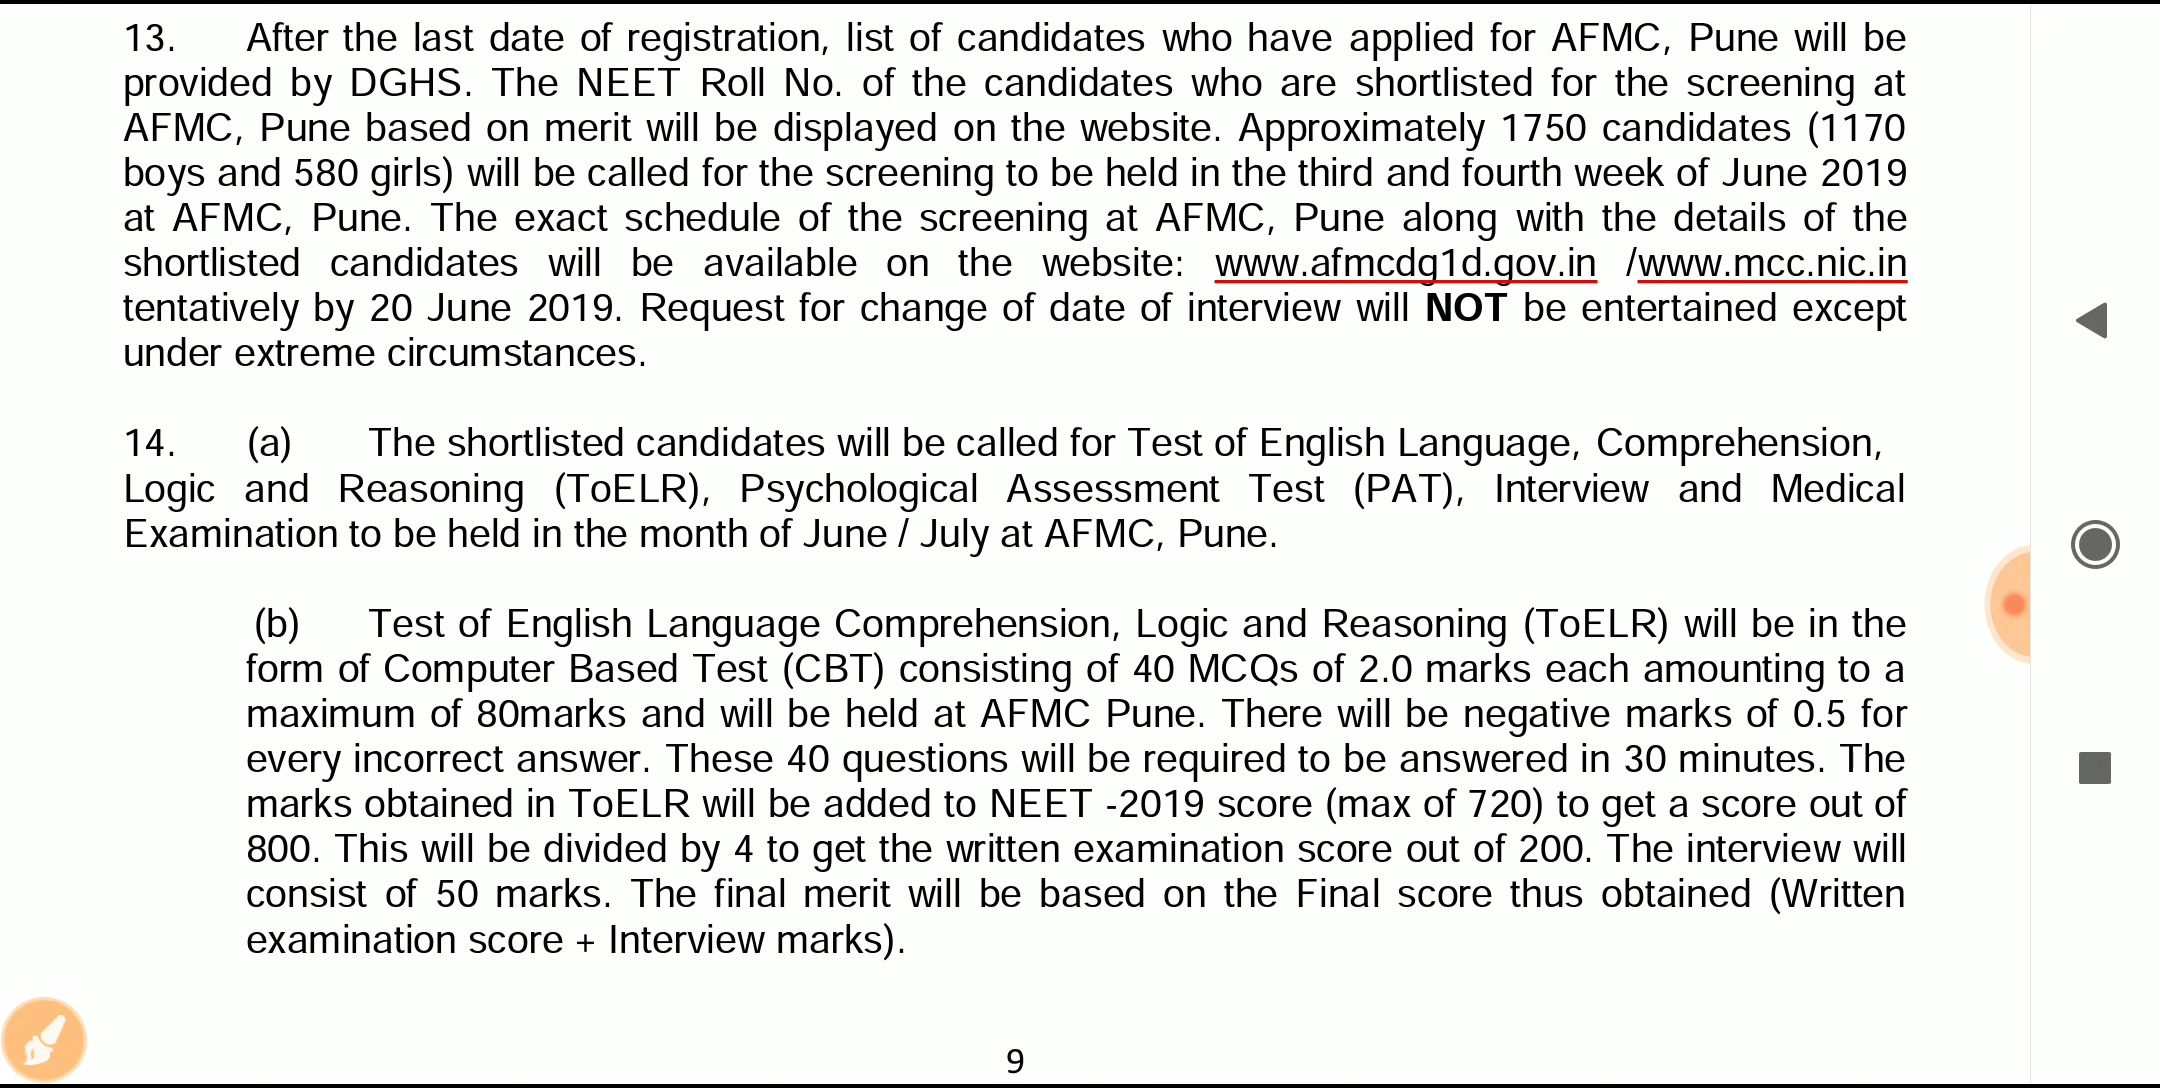 13. After the last date of registration, list of candidates who have applied for AFMC, Pune will be
provided by DGHS. The NEET Roll No. of the candidates who are shortlisted for the screening at
AFMC, Pune based on merit will be displayed on the website. Approximately 1750 candidates (1170
boys and 580 girls) will be called for the screening to be held in the third and fourth week of June 2019
at AFMC, Pune. The exact schedule of the screening at AFMC, Pune along with the details of the
shortlisted candidates will be available on the website: www.afmcdg1d.gov.in /www.mcc.nic.in
tentatively by 20 June 2019. Request for change of date of interview will NOT be entertained except
under extreme circumstances.
14. (a) The shortlisted candidates will be called for Test of English Language, Comprehension,
Logic and Reasoning (ToELR), Psychological Assessment Test (PAT), Interview and Medical
Examination to be held in the month of June / July at AFMC, Pune.
(b) Test of English Language Comprehension, Logic and Reasoning (ToELR) will be in the
form of Computer Based Test (CBT) consisting of 40 MCQs of 2.0 marks each amounting to a
maximum of 80marks and will be held at AFMC Pune. There will be negative marks of 0.5 for
every incorrect answer. These 40 questions will be required to be answered in 30 minutes. The
marks obtained in ToELR will be added to NEET -2019 score (max of 720) to get a score out of
800. This will be divided by 4 to get the written examination score out of 200. The interview will
consist of 50 marks. The final merit will be based on the Final score thus obtained (Written
examination score + Interview marks).
9